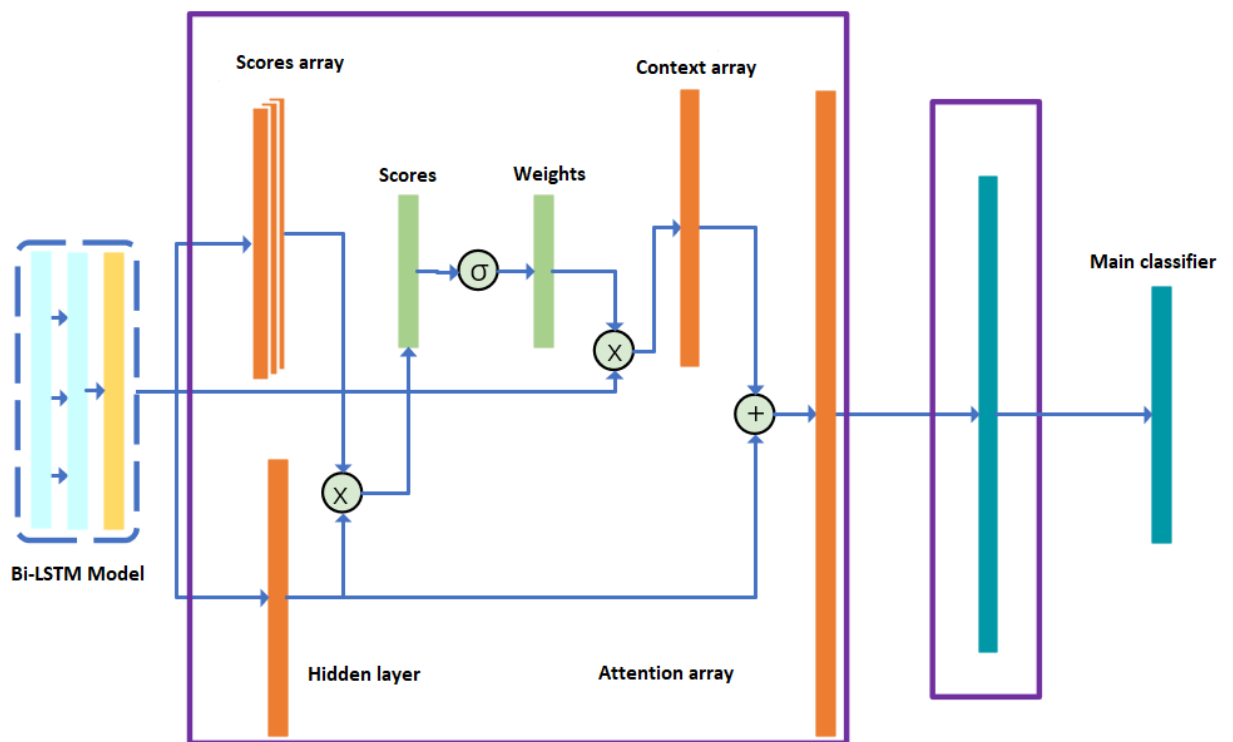 Scores array
Context array
Scores
Weights
σ
Main classifier
X
+
X
Bi-LSTM Model
Hidden layer
Attention array